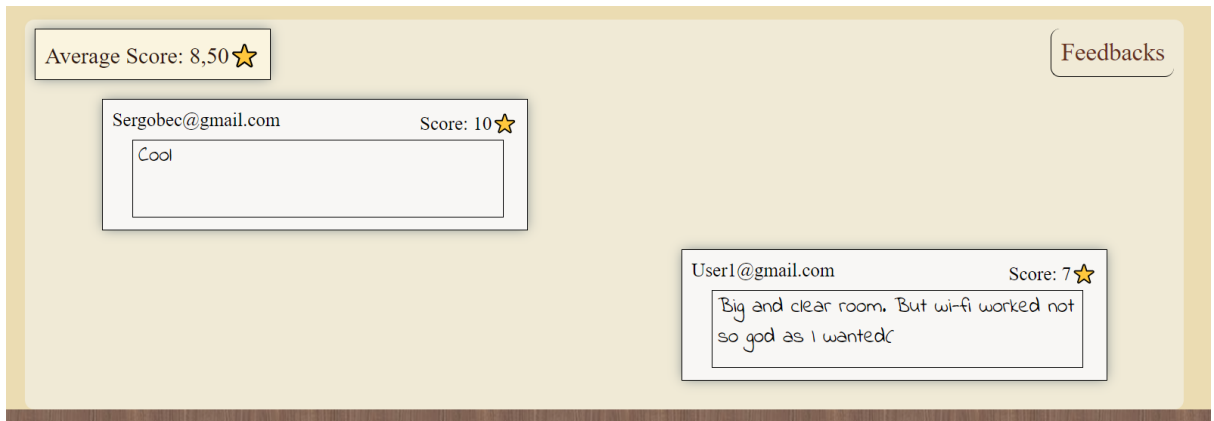 Average Score: 8,50
Feedbacks
Sergobec@gmail.com
Score: 10
Cool
User1@gmail.com
Score: 7
Big and clear room. But wi-fi worked not
so god as I wanted(